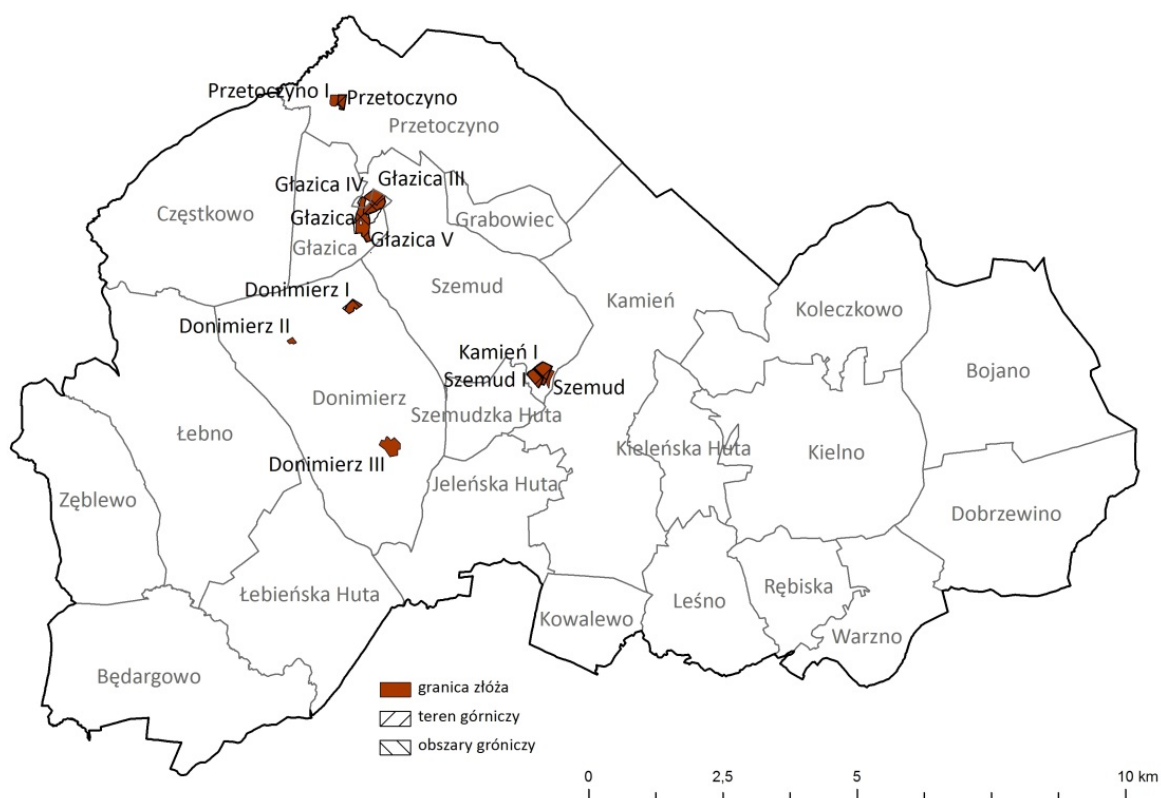 Przetoczyno I
Przetoczyno
Przetoczyno
Głazica IV
Głazica III
Częstkowo
Głazica
Grabowiec
Głazica
Głazica V
Donimierz I
Szemud
Kamień
Koleczkowo
Donimierz II
Kamień I
Bojano
Szemud I
Szemud
Donimierz
Szemudzka Huta
Łebno
Kieleńska Huta
Kielno
Donimierz III
Jeleńska Huta
Zęblewo
Dobrzewino
Łebieńska Huta
Rębiska
Leśno
Kowalewo
Warzno
Będargowo
granica złóża
teren górniczy
obszary gróniczy
0
2,5
5
10 km